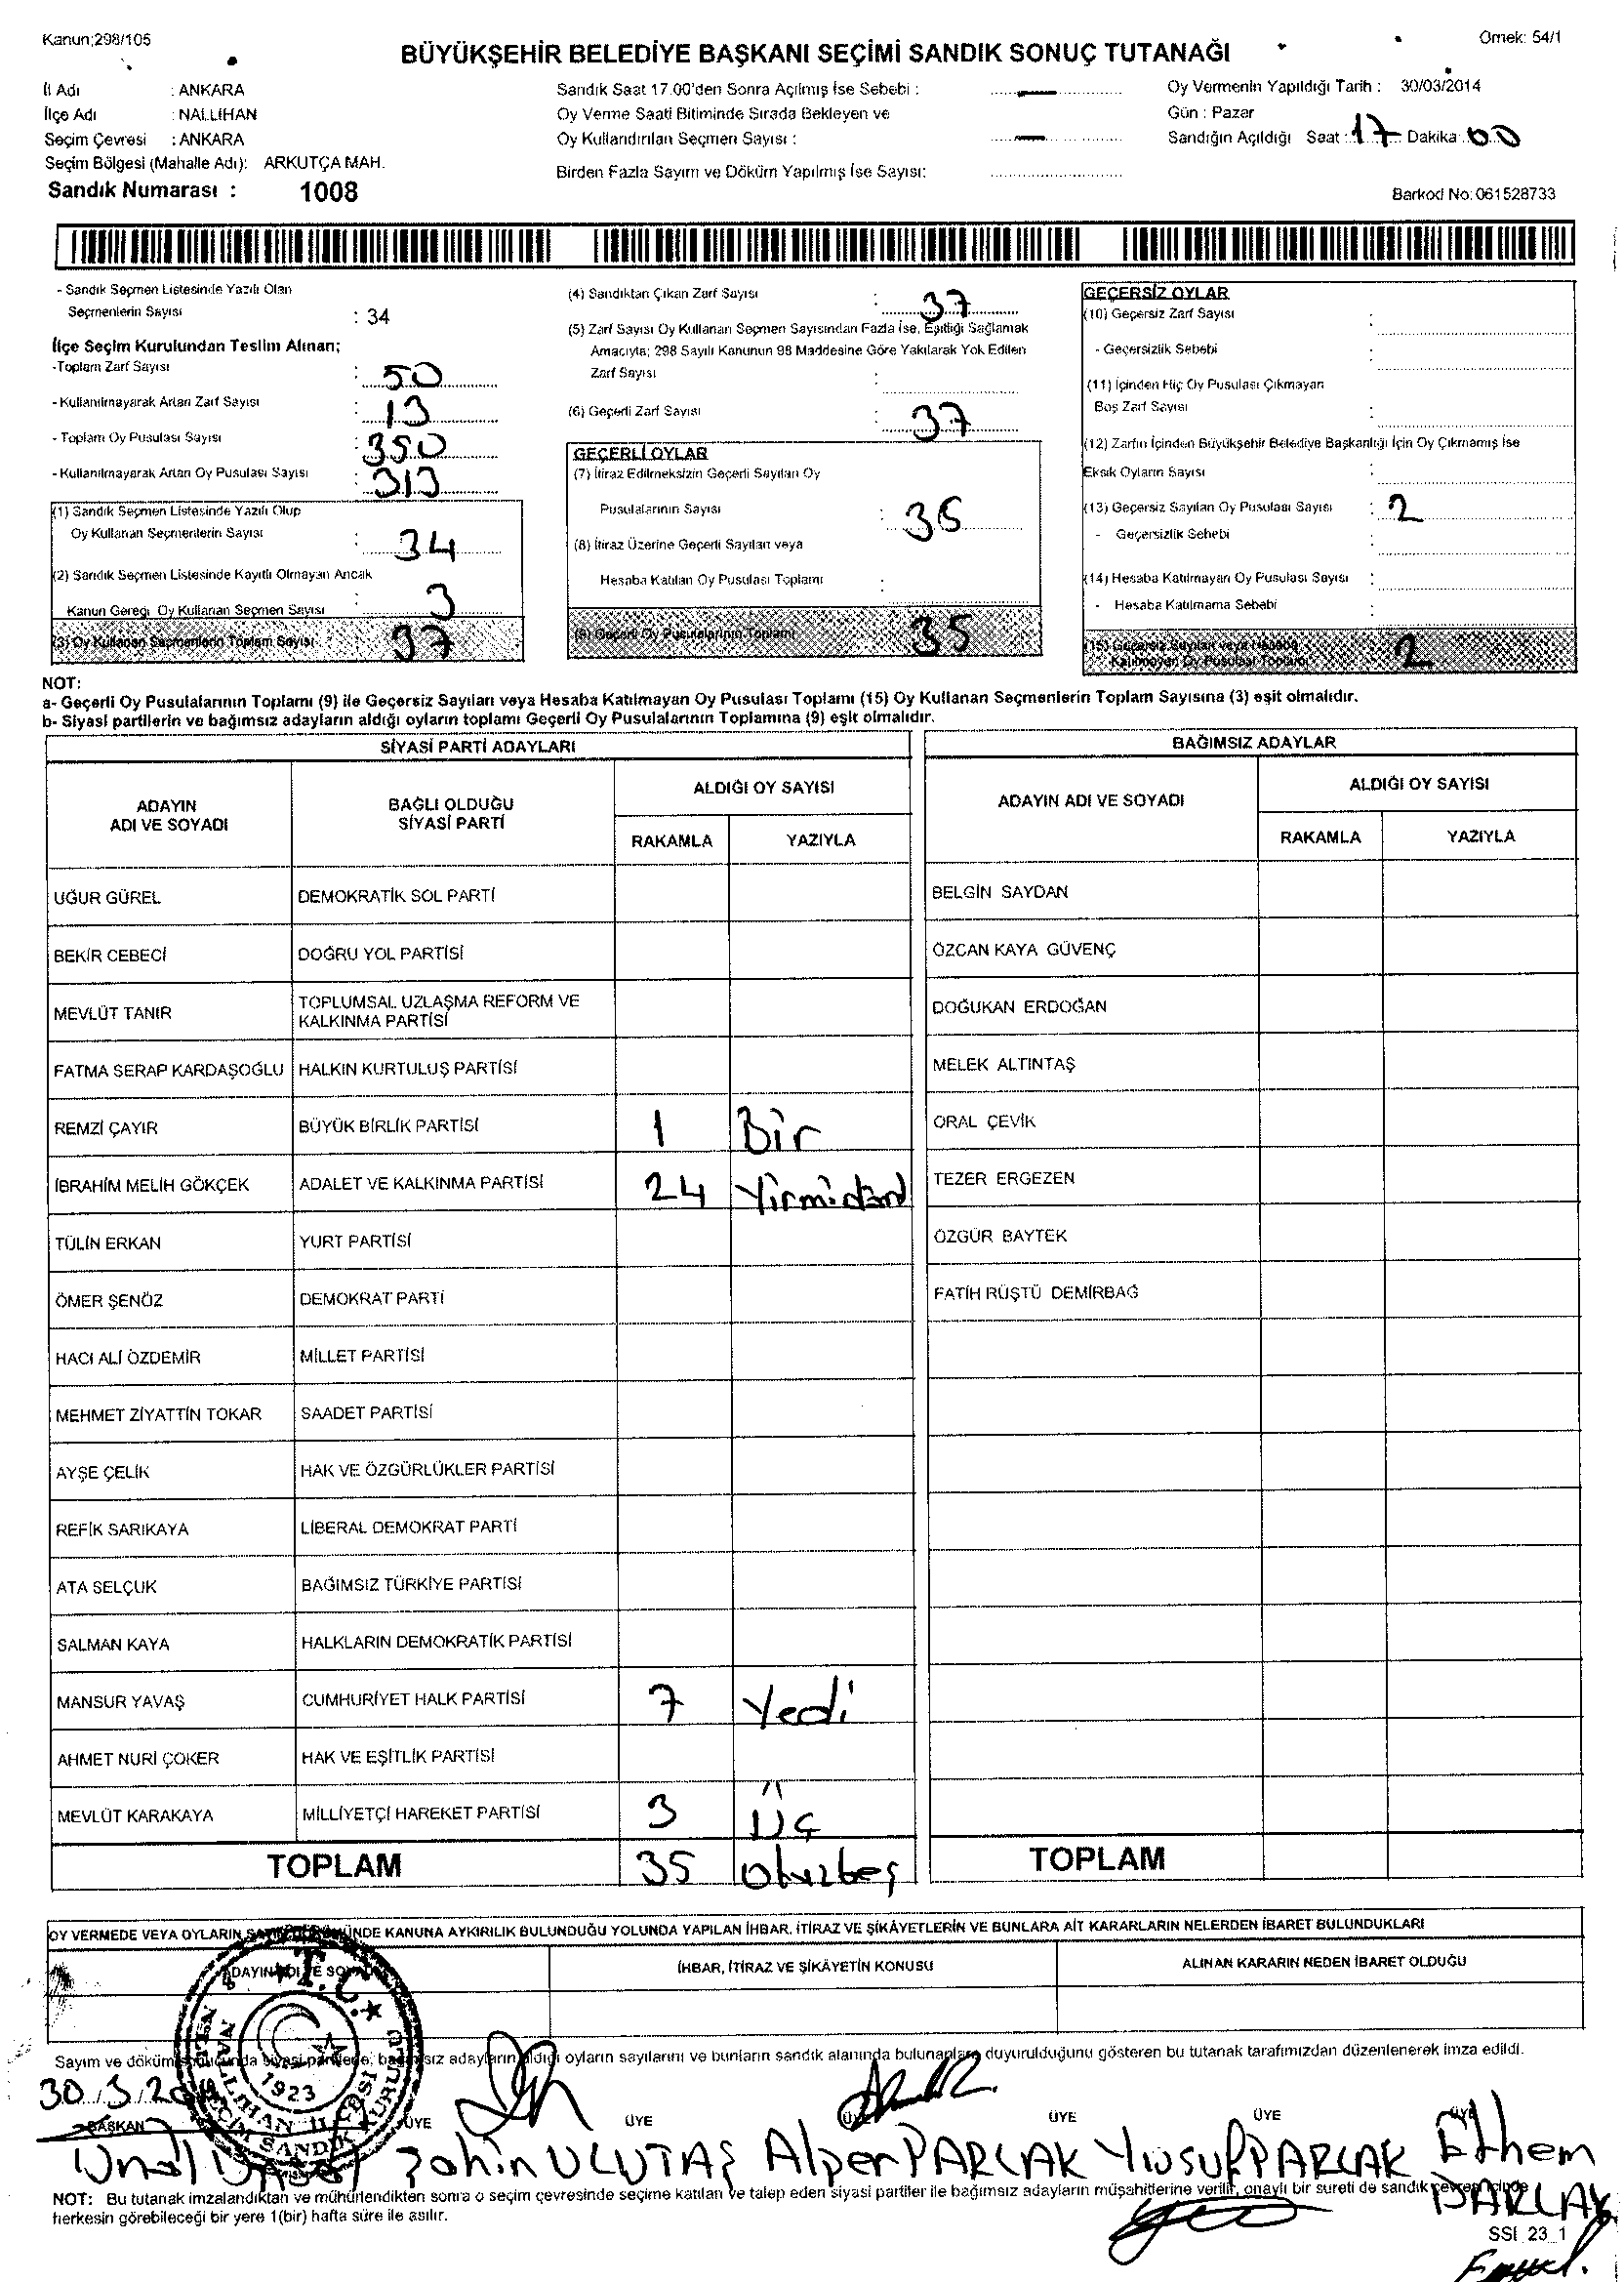 Kanun;298/105
Örnek: 54/1
BÜYÜKŞEHİR BELEDİYE BAŞKANI SEÇİMİ SANDIK SONUÇ TUTANAĞI
İl Adı : ANKARA
İlçe Adı : NALLIHAN
Seçim Çevresi : ANKARA
Seçim Bölgesi (Mahalle Adı): ARKUTÇA MAH.
Sandık Numarası : 1008
Sandık Saat 17.00'den Sonra Açılmış İse Sebebi : —
Oy Verme Saati Bitiminde Sırada Bekleyen ve
Oy Kullandırılan Seçmen Sayısı : —
Birden Fazla Sayım ve Döküm Yapılmış İse Sayısı:
Oy Vermenin Yapıldığı Tarih : 30/03/2014
Gün : Pazar
Sandığın Açıldığı Saat : 17 Dakika : 00
Barkod No: 061528733
- Sandık Seçmen Listesinde Yazılı Olan
Seçmenlerin Sayısı : 34
İlçe Seçim Kurulundan Teslim Alınan;
-Toplam Zarf Sayısı : 50
- Kullanılmayarak Artan Zarf Sayısı : 13
- Toplam Oy Pusulası Sayısı : 350
- Kullanılmayarak Artan Oy Pusulası Sayısı : 313
(1) Sandık Seçmen Listesinde Yazılı Olup
Oy Kullanan Seçmenlerin Sayısı : 34
(2) Sandık Seçmen Listesinde Kayıtlı Olmayan Ancak
Kanun Gereği Oy Kullanan Seçmen Sayısı : 3
(3) Oy Kullanan Seçmenlerin Toplam Sayısı : 37
(4) Sandıktan Çıkan Zarf Sayısı : 37
(5) Zarf Sayısı Oy Kullanan Seçmen Sayısından Fazla İse, Eşitliği Sağlamak
Amacıyla; 298 Sayılı Kanunun 98 Maddesine Göre Yakılarak Yok Edilen
Zarf Sayısı :
(6) Geçerli Zarf Sayısı : 37
GEÇERLİ OYLAR
(7) İtiraz Edilmeksizin Geçerli Sayılan Oy
Pusulalarının Sayısı : 35
(8) İtiraz Üzerine Geçerli Sayılan veya
Hesaba Katılan Oy Pusulası Toplamı :
(9) Geçerli Oy Pusulalarının Toplamı 35
GEÇERSİZ OYLAR
(10) Geçersiz Zarf Sayısı :
- Geçersizlik Sebebi :
(11) İçinden Hiç Oy Pusulası Çıkmayan
Boş Zarf Sayısı :
(12) Zarfın İçinden Büyükşehir Belediye Başkanlığı İçin Oy Çıkmamış İse
Eksik Oyların Sayısı :
(13) Geçersiz Sayılan Oy Pusulası Sayısı : 2
- Geçersizlik Sebebi :
(14) Hesaba Katılmayan Oy Pusulası Sayısı :
- Hesaba Katılmama Sebebi :
(15) Geçersiz Sayılan veya Hesaba
Katılmayan Oy Pusulası Toplamı 2
NOT:
a- Geçerli Oy Pusulalarının Toplamı (9) ile Geçersiz Sayılan veya Hesaba Katılmayan Oy Pusulası Toplamı (15) Oy Kullanan Seçmenlerin Toplam Sayısına (3) eşit olmalıdır.
b- Siyasi partilerin ve bağımsız adayların aldığı oyların toplamı Geçerli Oy Pusulalarının Toplamına (9) eşit olmalıdır.
SİYASİ PARTİ ADAYLARI
ADAYIN ADI VE SOYADI
BAĞLI OLDUĞU SİYASİ PARTİ
ALDIĞI OY SAYISI
RAKAMLA YAZIYLA
UĞUR GÜREL DEMOKRATİK SOL PARTİ
BEKİR CEBECİ DOĞRU YOL PARTİSİ
MEVLÜT TANIR TOPLUMSAL UZLAŞMA REFORM VE KALKINMA PARTİSİ
FATMA SERAP KARDAŞOĞLU HALKIN KURTULUŞ PARTİSİ
REMZİ ÇAYIR BÜYÜK BİRLİK PARTİSİ 1 Bir
İBRAHİM MELİH GÖKÇEK ADALET VE KALKINMA PARTİSİ 24 Yirmidörd
TÜLİN ERKAN YURT PARTİSİ
ÖMER ŞENÖZ DEMOKRAT PARTİ
HACI ALİ ÖZDEMİR MİLLET PARTİSİ
MEHMET ZİYATTİN TOKAR SAADET PARTİSİ
AYŞE ÇELİK HAK VE ÖZGÜRLÜKLER PARTİSİ
REFİK SARIKAYA LİBERAL DEMOKRAT PARTİ
ATA SELÇUK BAĞIMSIZ TÜRKİYE PARTİSİ
SALMAN KAYA HALKLARIN DEMOKRATİK PARTİSİ
MANSUR YAVAŞ CUMHURİYET HALK PARTİSİ 7 Yedi
AHMET NURİ ÇOKER HAK VE EŞİTLİK PARTİSİ
MEVLÜT KARAKAYA MİLLİYETÇİ HAREKET PARTİSİ 3 Üç
TOPLAM 35 Otuzbeş
BAĞIMSIZ ADAYLAR
ADAYIN ADI VE SOYADI
ALDIĞI OY SAYISI
RAKAMLA YAZIYLA
BELGİN SAYDAN
ÖZCAN KAYA GÜVENÇ
DOĞUKAN ERDOĞAN
MELEK ALTINTAŞ
ORAL ÇEVİK
TEZER ERGEZEN
ÖZGÜR BAYTEK
FATİH RÜŞTÜ DEMİRBAĞ
TOPLAM
OY VERMEDE VEYA OYLARIN KANUNA AYKIRILIK BULUNDUĞU YOLUNDA YAPILAN İHBAR, İTİRAZ VE ŞİKÂYETLERİN VE BUNLARA AİT KARARLARIN NELERDEN İBARET BULUNDUKLARI
ADAYIN ADI VE SOYADI
İHBAR, İTİRAZ VE ŞİKÂYETİN KONUSU
ALINAN KARARIN NEDEN İBARET OLDUĞU
T.C.
1923
Sayım ve döküm sonucunda siyasi partilerle, bağımsız adayların aldığı oyların sayılarını ve bunların sandık alanında bulunanlara duyurulduğunu gösteren bu tutanak tarafımızdan düzenlenerek imza edildi.
30.3.20
BAŞKAN ÜYE ÜYE ÜYE ÜYE ÜYE ÜYE
Ünal Şahin ULUTAŞ Alper PARLAK Yusuf PARLAK Ethem
PARLAK
NOT: Bu tutanak imzalandıktan ve mühürlendikten sonra o seçim çevresinde seçime katılan ve talep eden siyasi partiler ile bağımsız adayların müşahitlerine verilir, onaylı bir sureti de sandık çevresi içinde
herkesin görebileceği bir yere 1(bir) hafta süre ile asılır.
SSI_23_1